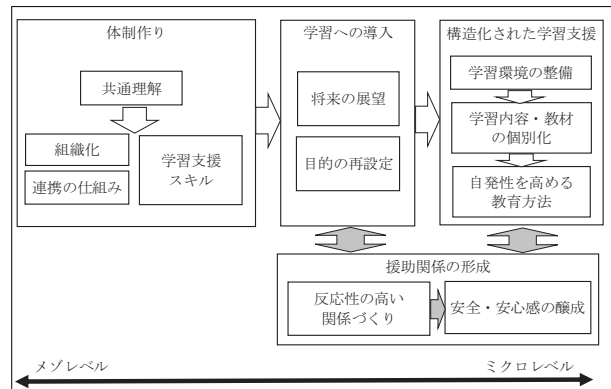 体制作り
共通理解
組織化
連携の仕組み
学習支援
スキル
学習への導入
将来の展望
目的の再設定
構造化された学習支援
学習環境の整備
学習内容・教材
の個別化
自発性を高める
教育方法
援助関係の形成
反応性の高い
関係づくり
安全・安心感の醸成
メゾレベル
ミクロレベル